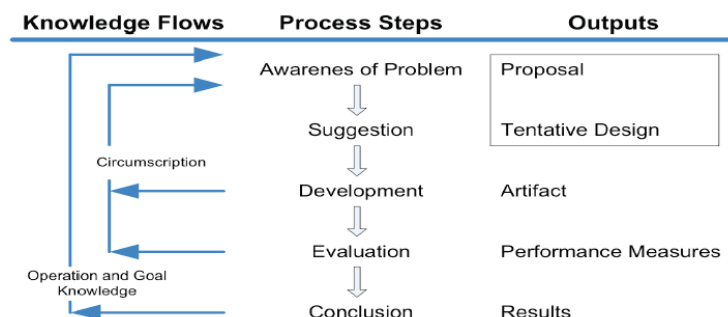 Knowledge Flows Process Steps Outputs
Awarenes of Problem Proposal
Suggestion Tentative Design
Circumscription
Development Artifact
Evaluation Performance Measures
Operation and Goal
Knowledge
Conclusion Results